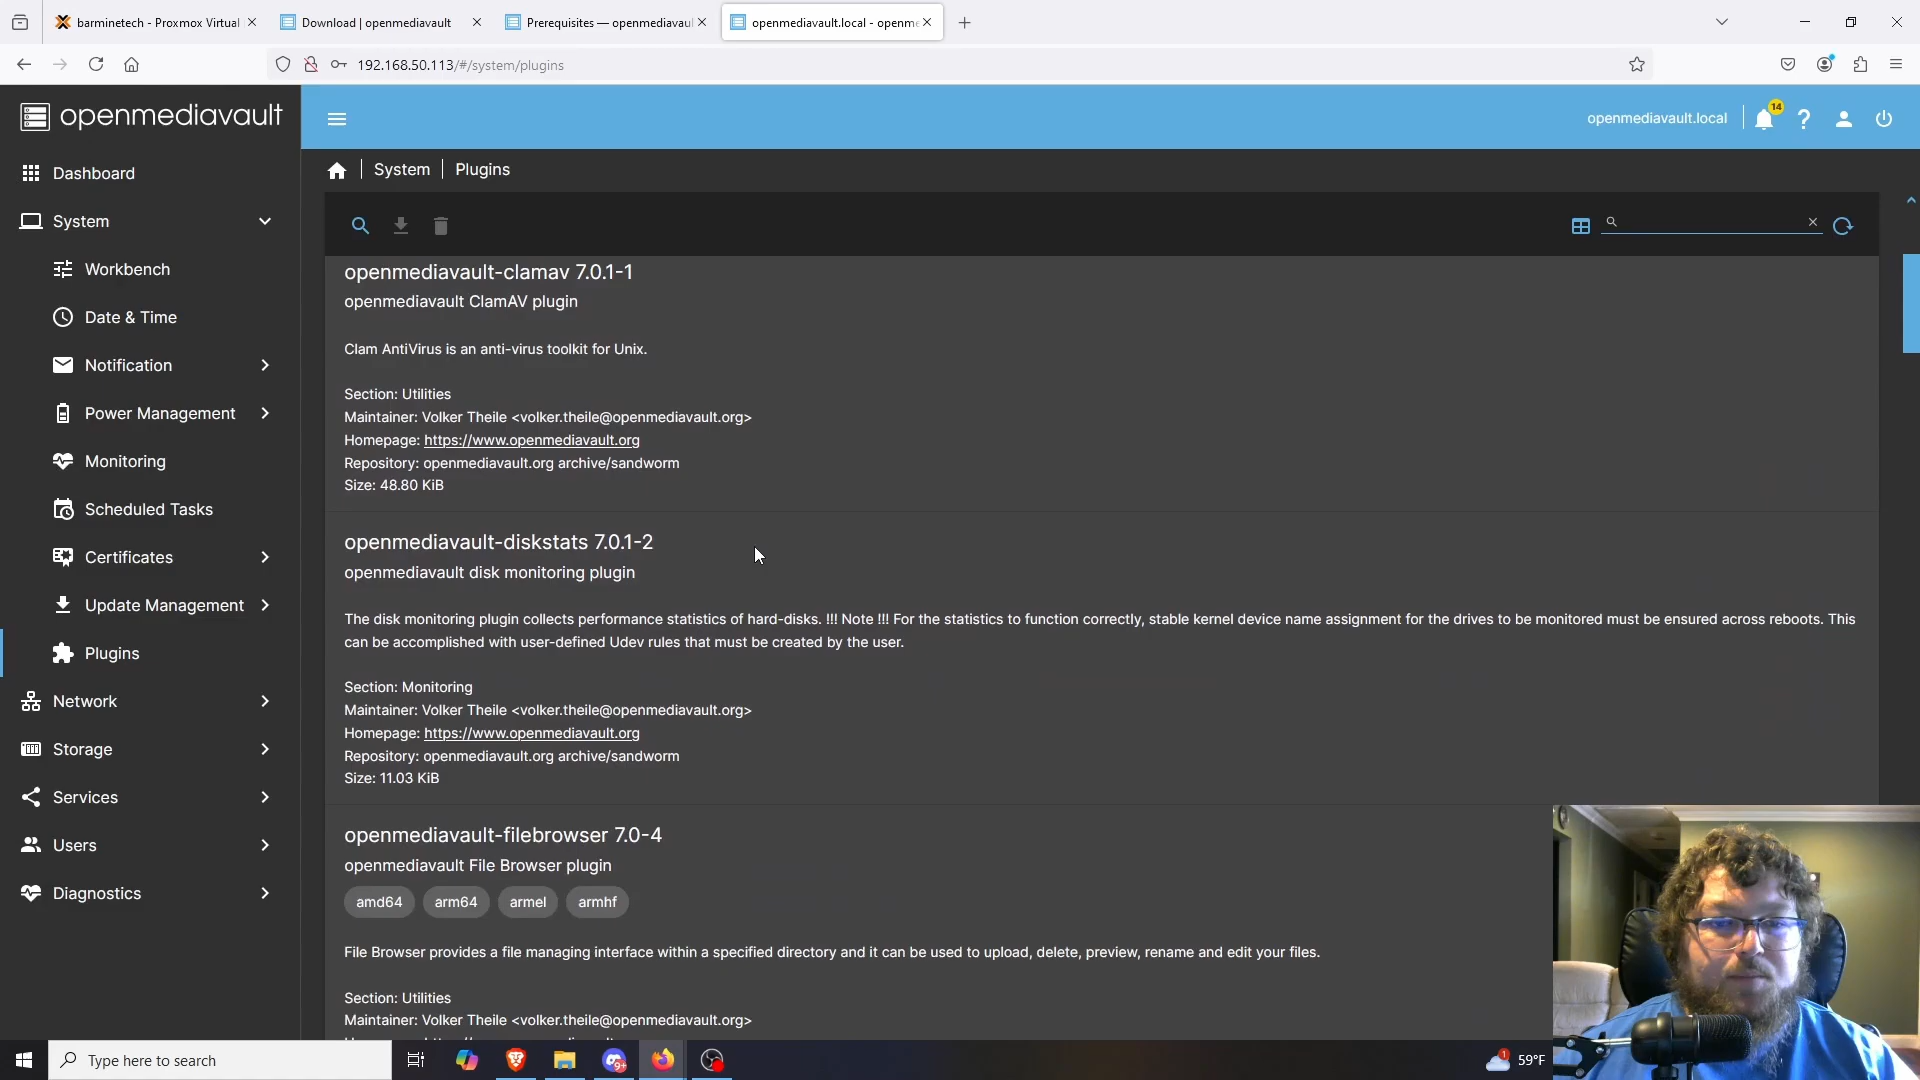 barminetech - Proxmox Virtual
Download | openmediavault
Prerequisites — openmediavau
openmediavault.local - openme
192.168.50.113/#/system/plugins
openmediavault
openmediavault.local
14
Dashboard
System | Plugins
System
Workbench
Date & Time
Notification
Power Management
Monitoring
Scheduled Tasks
Certificates
Update Management
Plugins
Network
Storage
Services
Users
Diagnostics
openmediavault-clamav 7.0.1-1
openmediavault ClamAV plugin
Clam AntiVirus is an anti-virus toolkit for Unix.
Section: Utilities
Maintainer: Volker Theile <volker.theile@openmediavault.org>
Homepage: https://www.openmediavault.org
Repository: openmediavault.org archive/sandworm
Size: 48.80 KiB
openmediavault-diskstats 7.0.1-2
openmediavault disk monitoring plugin
The disk monitoring plugin collects performance statistics of hard-disks. !!! Note !!! For the statistics to function correctly, stable kernel device name assignment for the drives to be monitored must be ensured across reboots. This
can be accomplished with user-defined Udev rules that must be created by the user.
Section: Monitoring
Maintainer: Volker Theile <volker.theile@openmediavault.org>
Homepage: https://www.openmediavault.org
Repository: openmediavault.org archive/sandworm
Size: 11.03 KiB
openmediavault-filebrowser 7.0-4
openmediavault File Browser plugin
amd64 arm64 armel armhf
File Browser provides a file managing interface within a specified directory and it can be used to upload, delete, preview, rename and edit your files.
Section: Utilities
Maintainer: Volker Theile <volker.theile@openmediavault.org>
Type here to search
9+
1
59°F